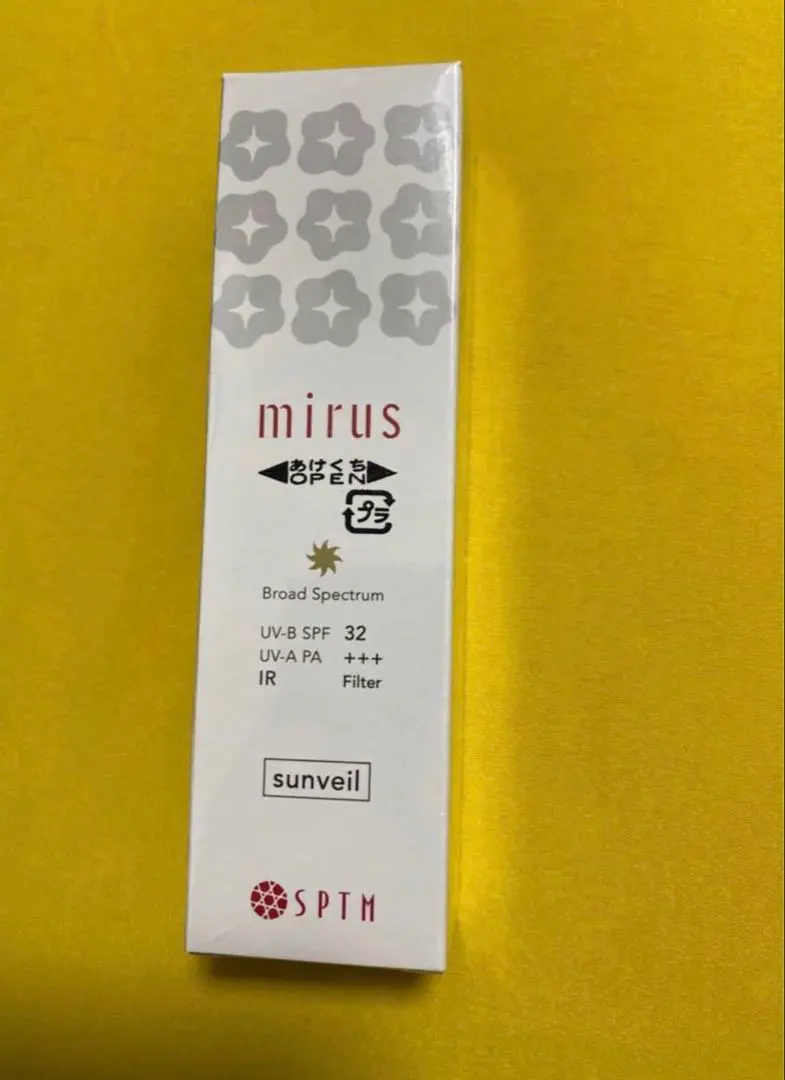 mirus
あけくち
OPEN
プラ
Broad Spectrum
UV-B SPF 32
UV-A PA +++
IR Filter
sunveil
SPTM